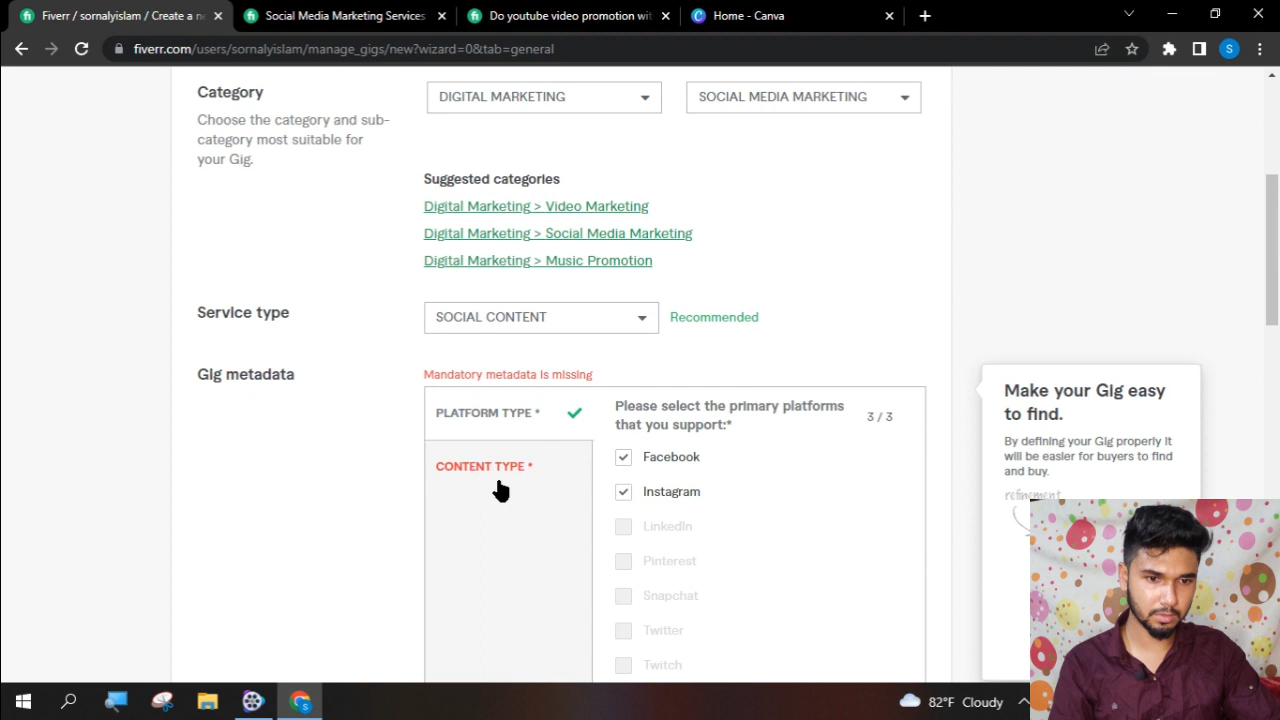 Fiverr / sornalyislam / Create a ne
Social Media Marketing Services
Do youtube video promotion wit
Home - Canva
fiverr.com/users/sornalyislam/manage_gigs/new?wizard=0&tab=general
S
Category
Choose the category and sub-
category most suitable for
your Gig.
DIGITAL MARKETING
SOCIAL MEDIA MARKETING
Suggested categories
Digital Marketing > Video Marketing
Digital Marketing > Social Media Marketing
Digital Marketing > Music Promotion
Service type
SOCIAL CONTENT
Recommended
Gig metadata
Mandatory metadata is missing
PLATFORM TYPE *
CONTENT TYPE *
Please select the primary platforms
that you support:*
3 / 3
Facebook
Instagram
LinkedIn
Pinterest
Snapchat
Twitter
Twitch
Make your Gig easy
to find.
By defining your Gig properly it
will be easier for buyers to find
and buy.
refinement
82°F Cloudy